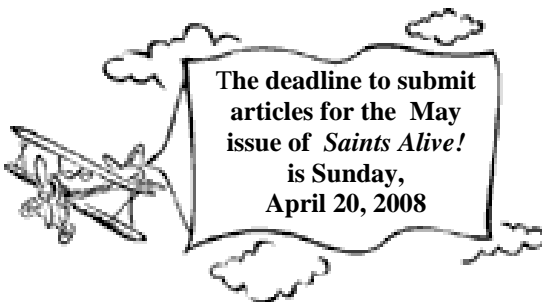 The deadline to submit
articles for the May
issue of Saints Alive!
is Sunday,
April 20, 2008